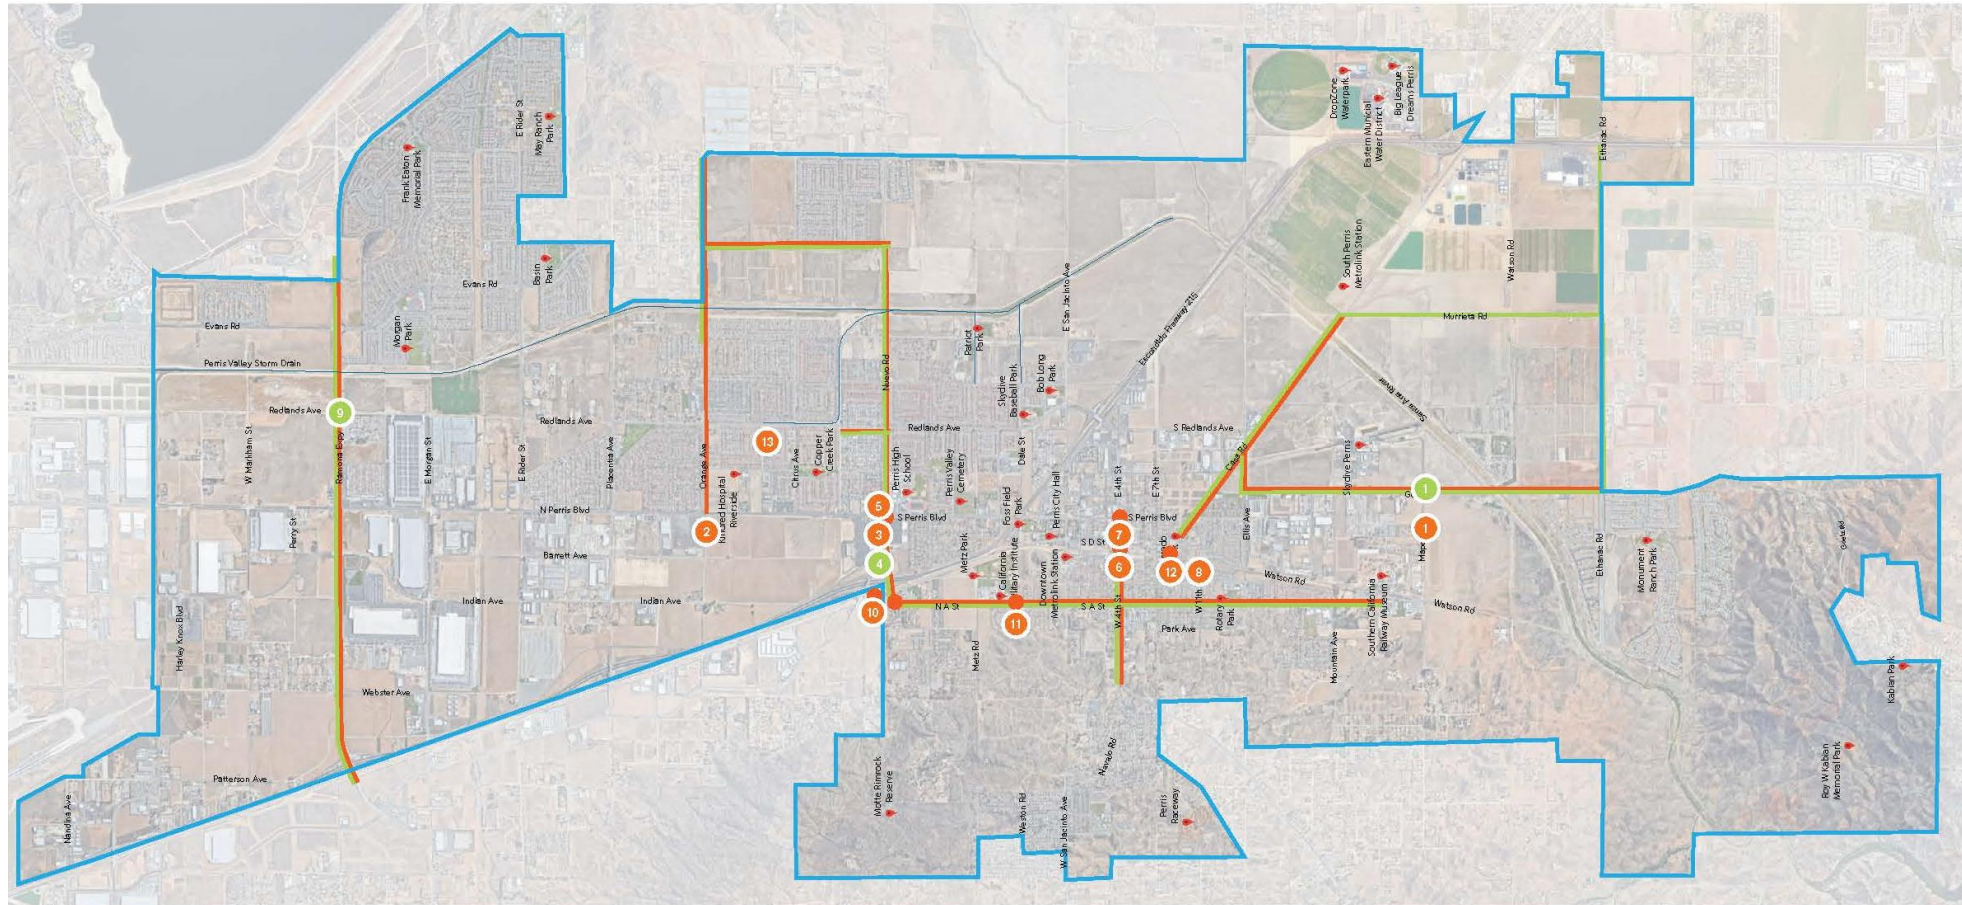 E Rider St
May Ranch
Park
Frank Eaton
Memorial Park
DropZone
Waterpark
Big League
Dreams Perris
Eastern Municial
Water District
Ethanac Rd
Basin
Park
Evans Rd
South Perris
Metrolink Station
Watson Rd
E San Jacinto Ave
Evans Rd
Morgan
Park
Perris Valley Storm Drain
Patriot
Park
Escondido Freeway 215
Murrieta Rd
Nuevo Rd
Skydive
Baseball Park
Bob Long
Park
Redlands Ave
9
Redlands Ave
Redlands Ave
S Redlands Ave
W Markham St
Ramona Expy
E Morgan St
E Rider St
Placentia Ave
Orange Ave
13
Citrus Ave
Copper
Creek Park
Perris High
School
Perris Valley
Cemetery
Dale St
E 4th St
E 7th St
Case Rd
Skydive Perris
1
Riverside
N Perris Blvd
5
S Perris Blvd
Foss Field
Park
Perris City Hall
S Perris Blvd
Ellis Ave
1
2
3
7
Perry St
Barrett Ave
4
Metz Park
California
Downtown
Metrolink Station
S D St
6
12
8
Watson Rd
Ethanac Rd
Monument
Ranch Park
Goetz Rd
Harley Knox Blvd
Indian Ave
Indian Ave
10
N A St
11
S A St
W 4th St
W 11th
Rotary
Park
Park Ave
Southern California
Railway Museum
Watson Rd
Metz Rd
Mountain Ave
Kabian Park
Webster Ave
Patterson Ave
Nandina Ave
Motte Rimrock
Reserve
Navajo Rd
Weston Rd
W San Jacinto Ave
Perris
Raceway
Roy W Kabian
Memorial Park